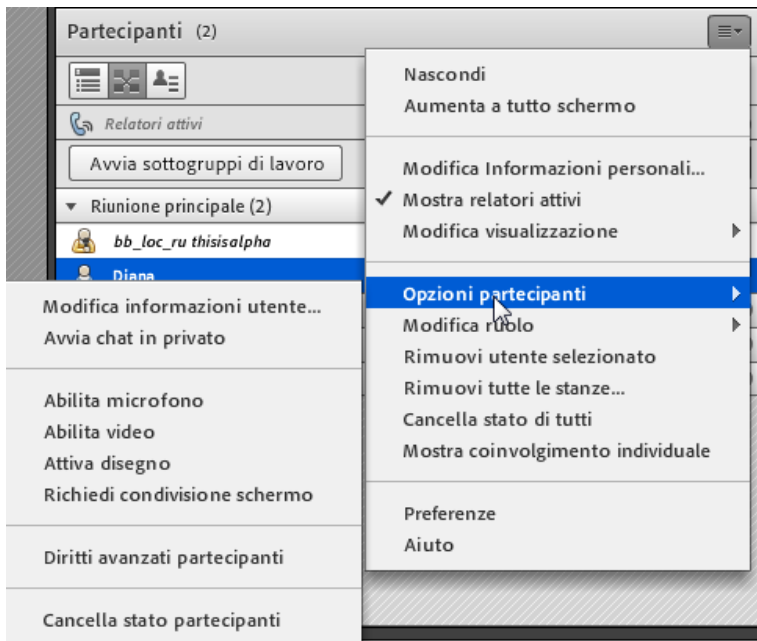 Partecipanti (2)
Relatori attivi
Avvia sottogruppi di lavoro
Riunione principale (2)
bb_loc_ru thisisalpha
Diana
Nascondi
Aumenta a tutto schermo
Modifica Informazioni personali...
Mostra relatori attivi
Modifica visualizzazione
Opzioni partecipanti
Modifica ruolo
Rimuovi utente selezionato
Rimuovi tutte le stanze...
Cancella stato di tutti
Mostra coinvolgimento individuale
Preferenze
Aiuto
Modifica informazioni utente...
Avvia chat in privato
Abilita microfono
Abilita video
Attiva disegno
Richiedi condivisione schermo
Diritti avanzati partecipanti
Cancella stato partecipanti